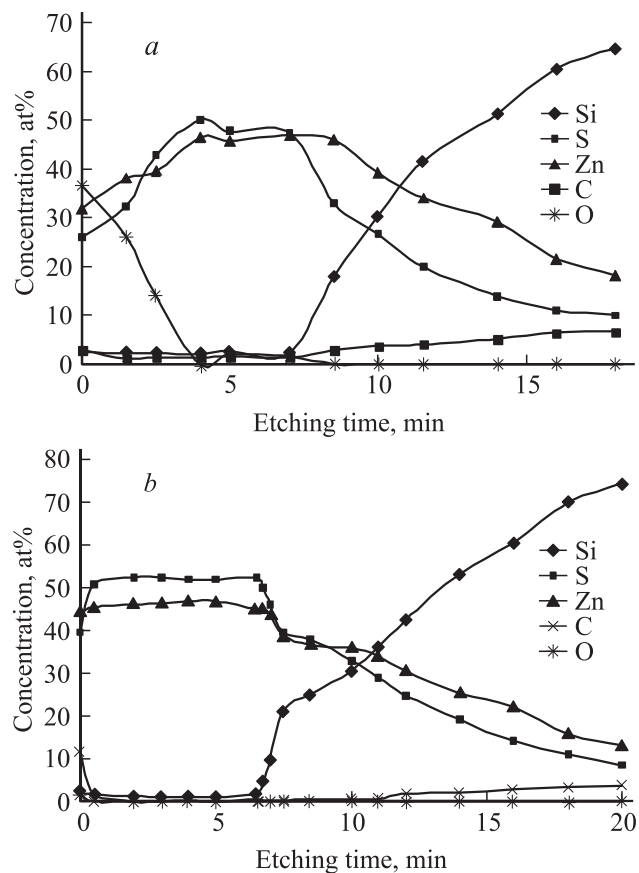 70
60
50
40
30
20
10
0
Concentration, at%
a
Si
S
Zn
C
O
0 5 10 15
Etching time, min
80
70
60
50
40
30
20
10
0
Concentration, at%
b
Si
S
Zn
C
O
0 5 10 15 20
Etching time, min